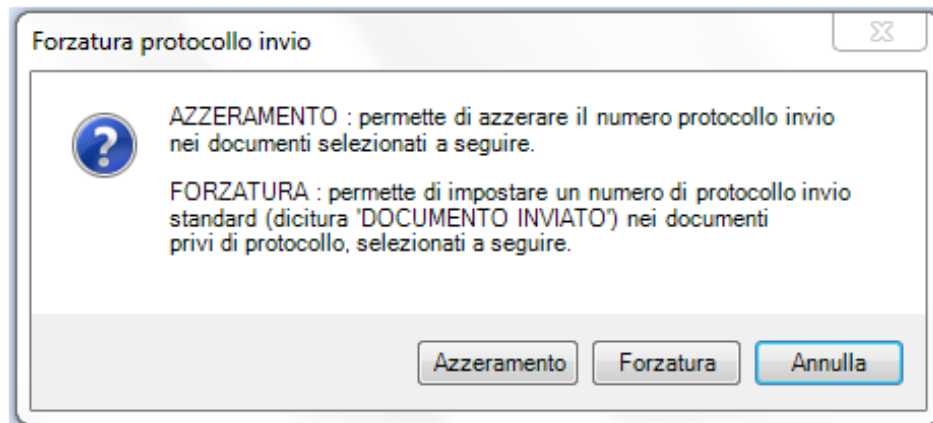 Forzatura protocollo invio
AZZERAMENTO : permette di azzerare il numero protocollo invio
nei documenti selezionati a seguire.
FORZATURA : permette di impostare un numero di protocollo invio
standard (dicitura 'DOCUMENTO INVIATO') nei documenti
privi di protocollo, selezionati a seguire.
Azzeramento Forzatura Annulla